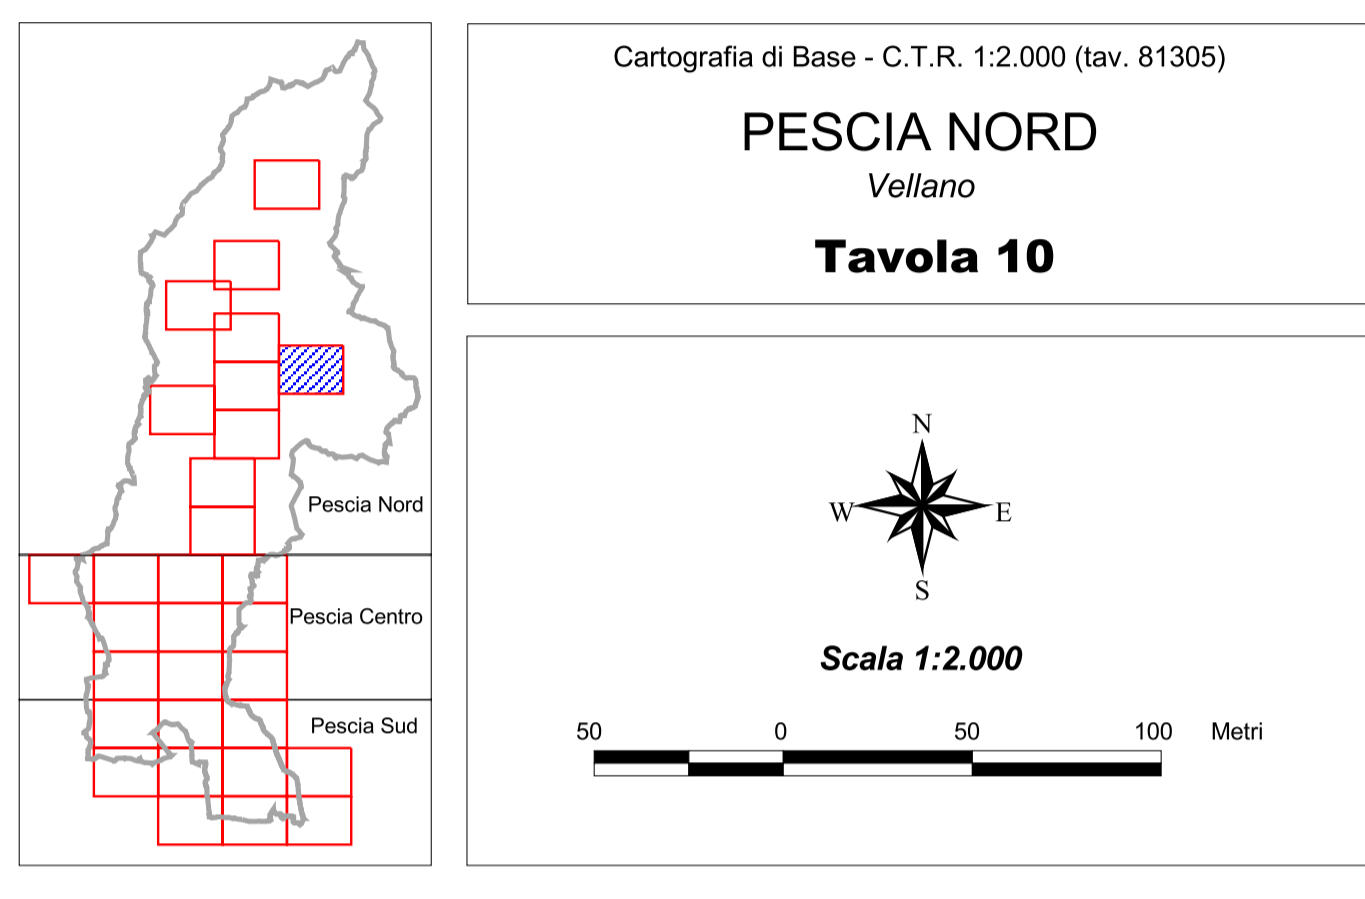 Pescia Nord
Pescia Centro
Pescia Sud
Cartografia di Base - C.T.R. 1:2.000 (tav. 81305)
PESCIA NORD
Vellano
Tavola 10
N
W E
S
Scala 1:2.000
50 0 50 100 Metri